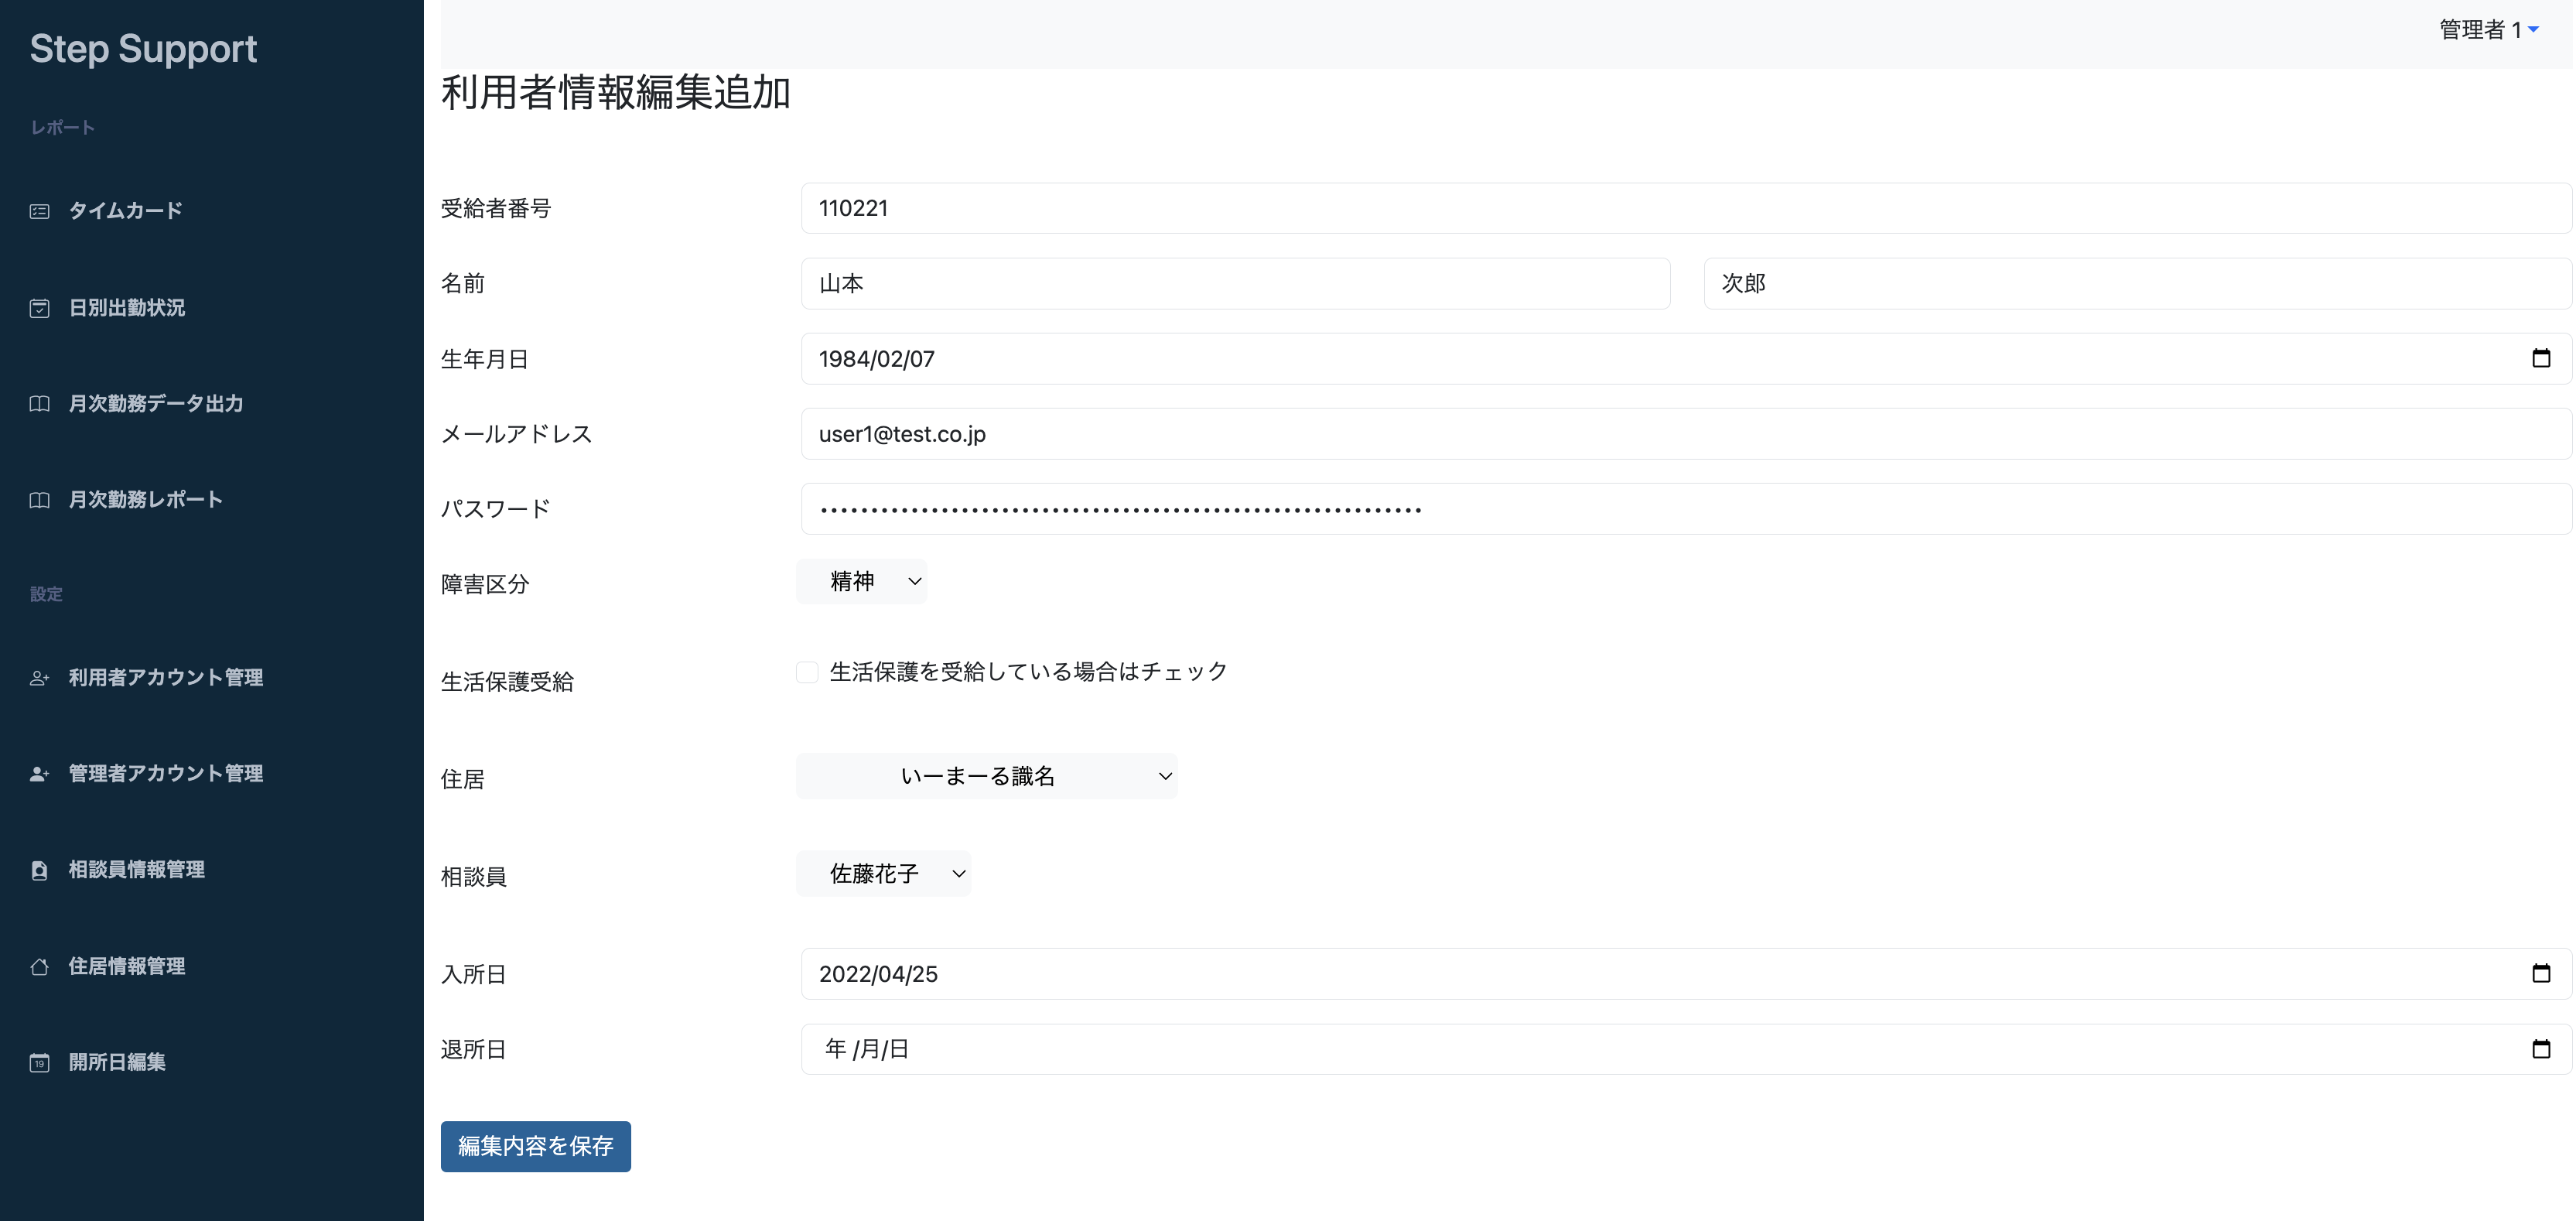 Step Support
レポート
タイムカード
日別出勤状況
月次勤務データ出力
月次勤務レポート
設定
利用者アカウント管理
管理者アカウント管理
相談員情報管理
住居情報管理
19
開所日編集
管理者 1
利用者情報編集追加
受給者番号 110221
名前 山本 次郎
生年月日 1984/02/07
メールアドレス user1@test.co.jp
パスワード
障害区分 精神
生活保護受給 生活保護を受給している場合はチェック
住居 いーまーる識名
相談員 佐藤花子
入所日 2022/04/25
退所日 年 /月/日
編集内容を保存